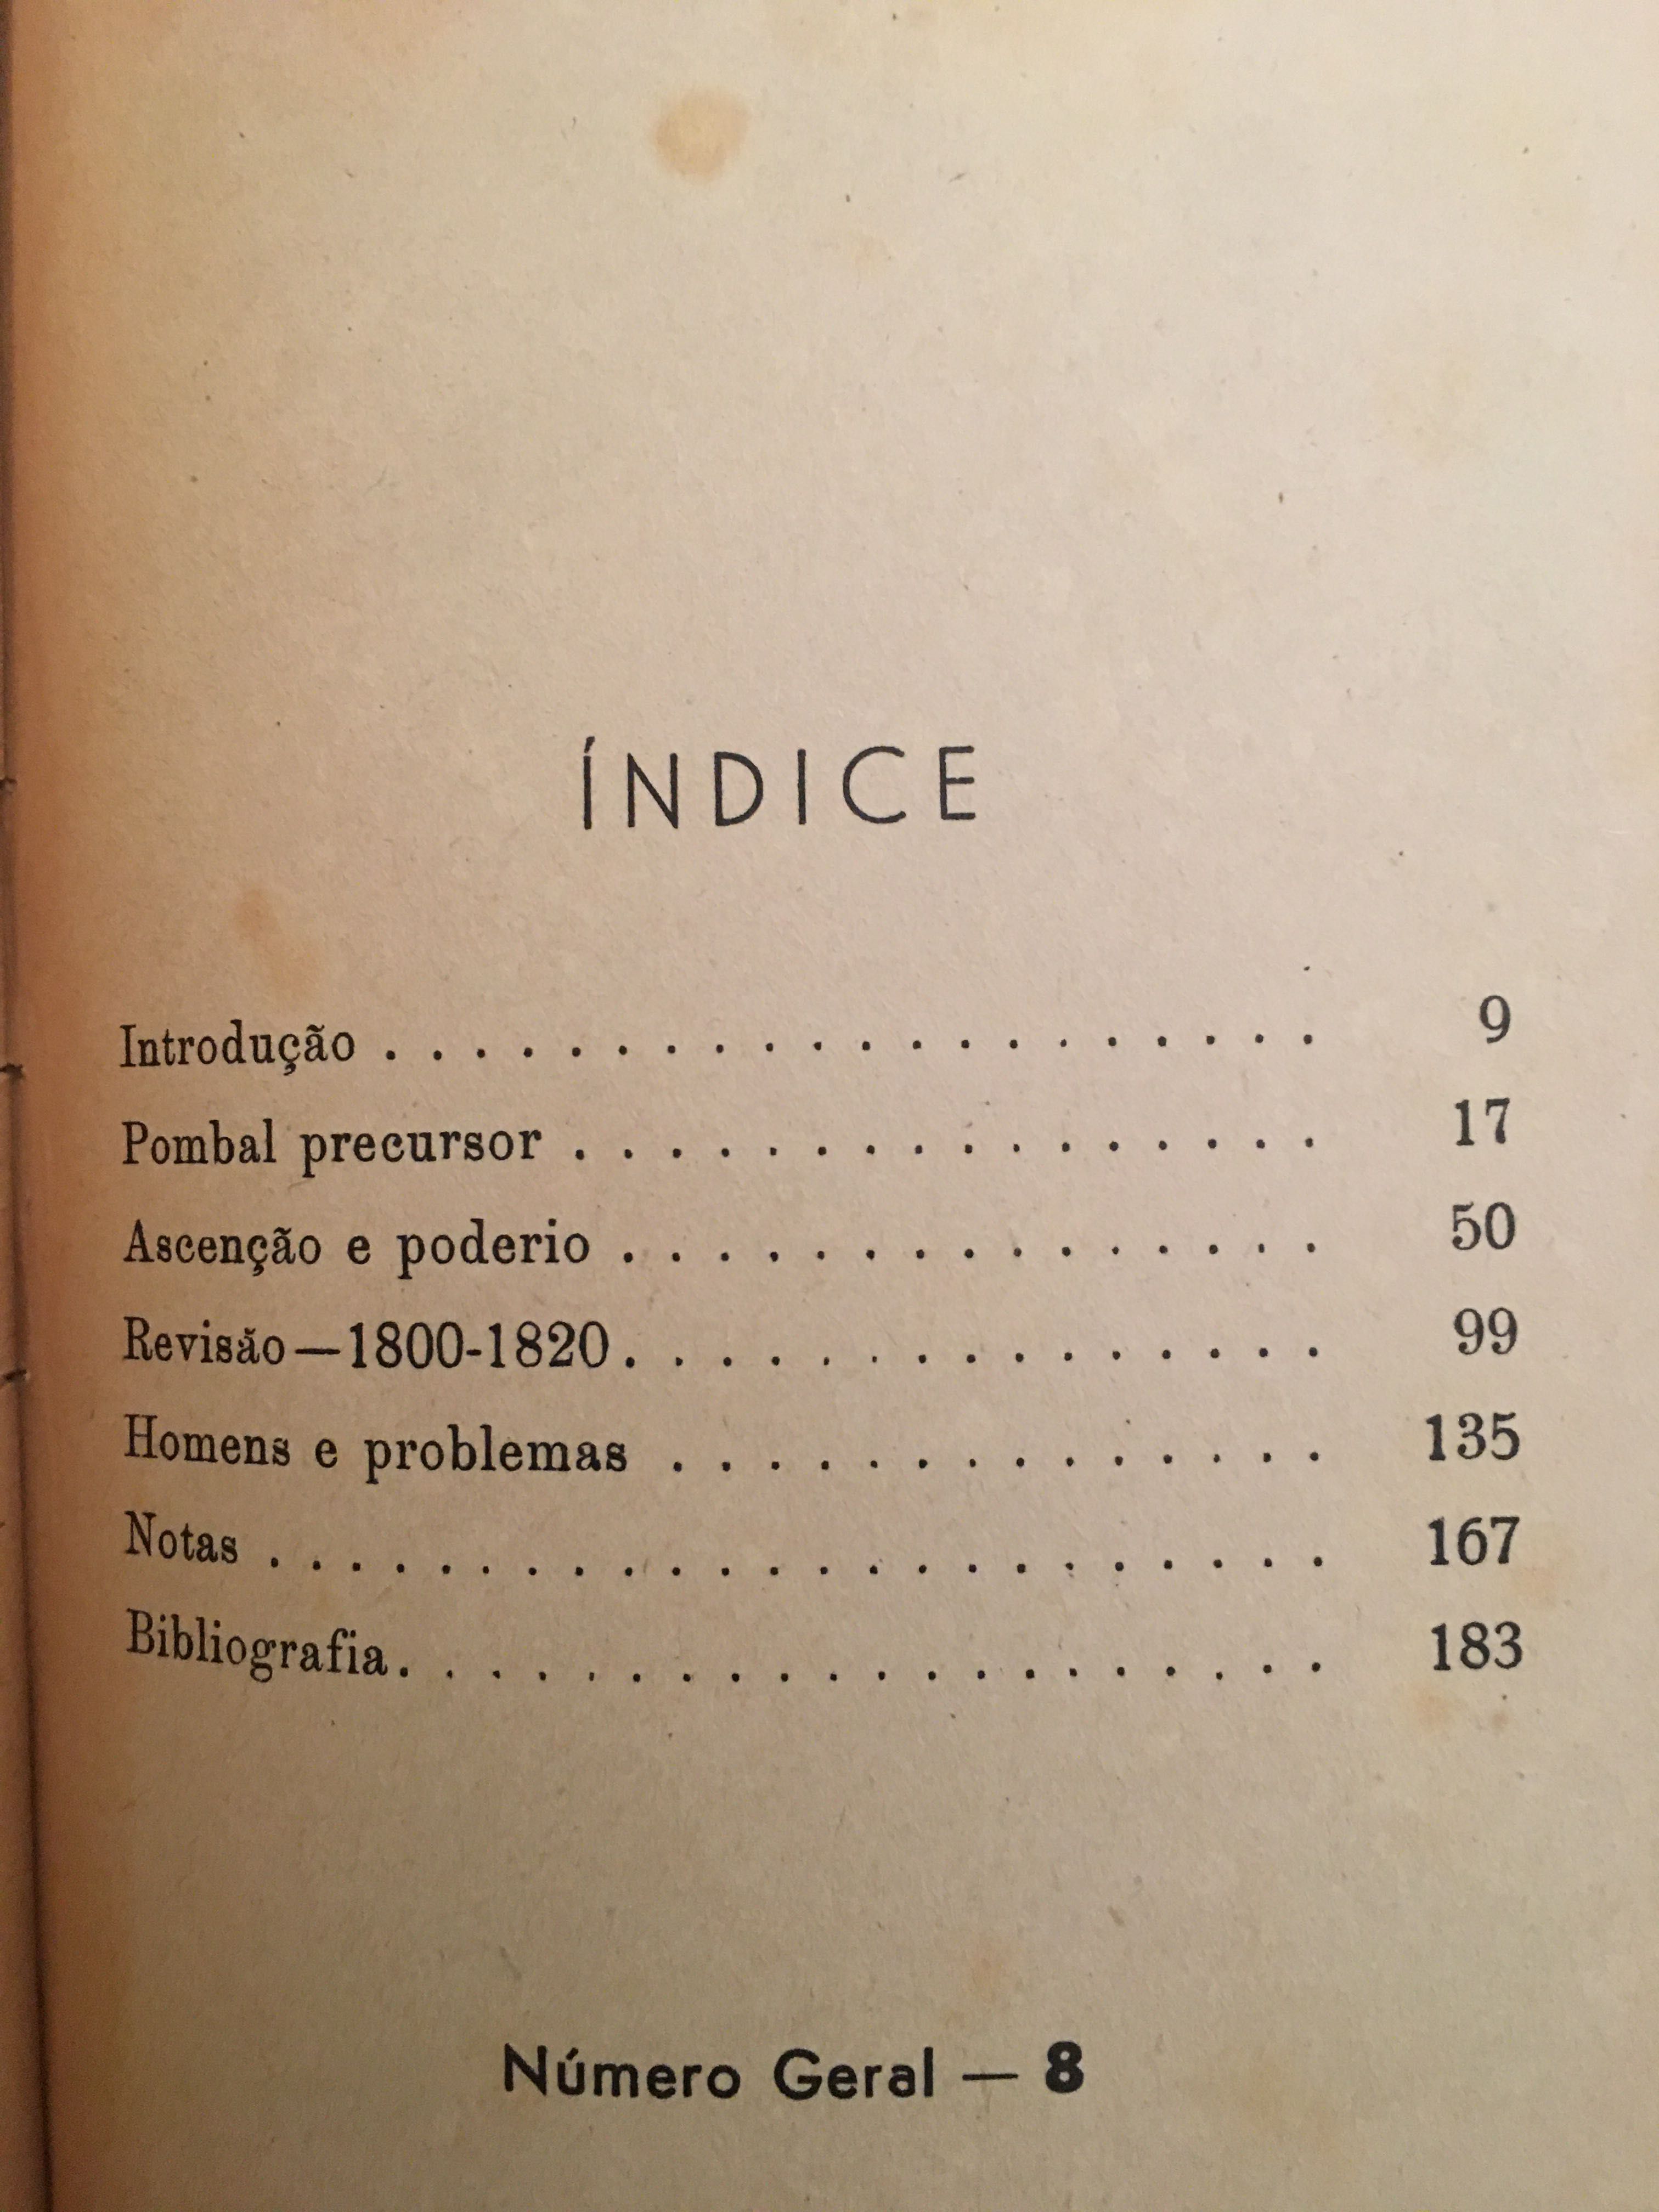 ÍNDICE
Introdução . . . . . . . . . . . . . . . . . . . . 9
Pombal precursor . . . . . . . . . . . . . . . . 17
Ascenção e poderio . . . . . . . . . . . . . . . 50
Revisão—1800-1820 . . . . . . . . . . . . . . . 99
Homens e problemas . . . . . . . . . . . . . . 135
Notas . . . . . . . . . . . . . . . . . . . . . . . 167
Bibliografia . . . . . . . . . . . . . . . . . . . . 183
Número Geral — 8